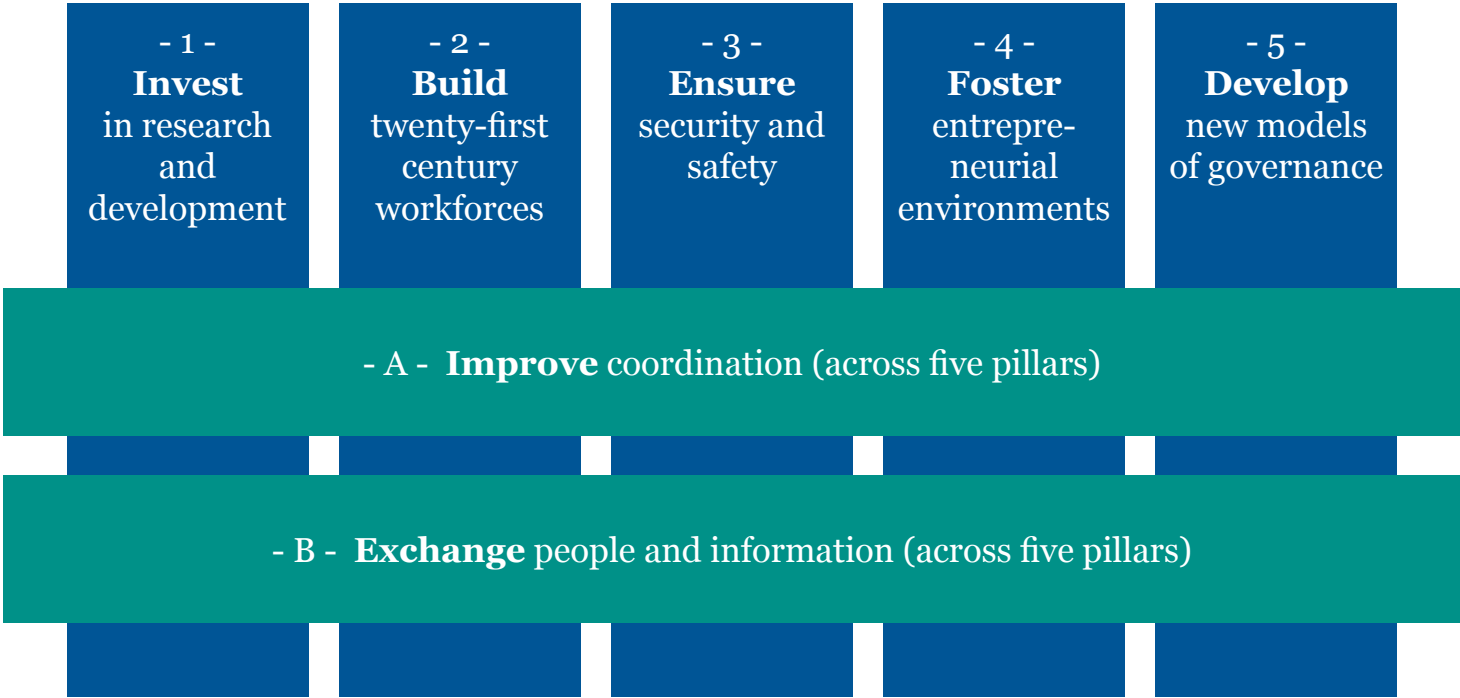 - 1 -
Invest
in research
and
development
- 2 -
Build
twenty-first
century
workforces
- 3 -
Ensure
security and
safety
- 4 -
Foster
entrepre-
neurial
environments
- 5 -
Develop
new models
of governance
- A - Improve coordination (across five pillars)
- B - Exchange people and information (across five pillars)